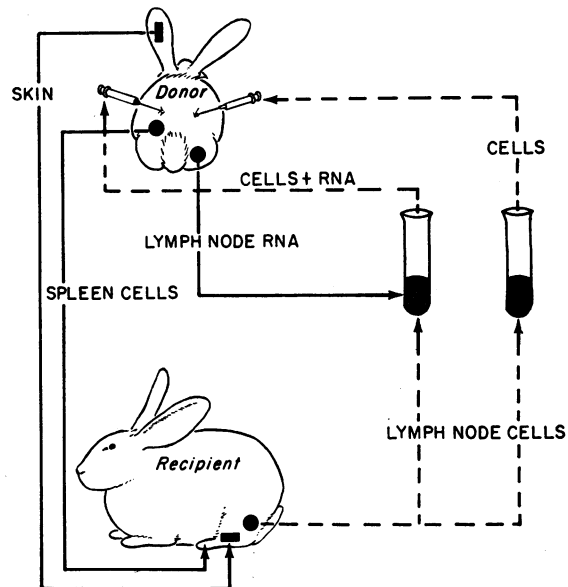 SKIN
Donor
CELLS
CELLS + RNA
LYMPH NODE RNA
SPLEEN CELLS
LYMPH NODE CELLS
Recipient